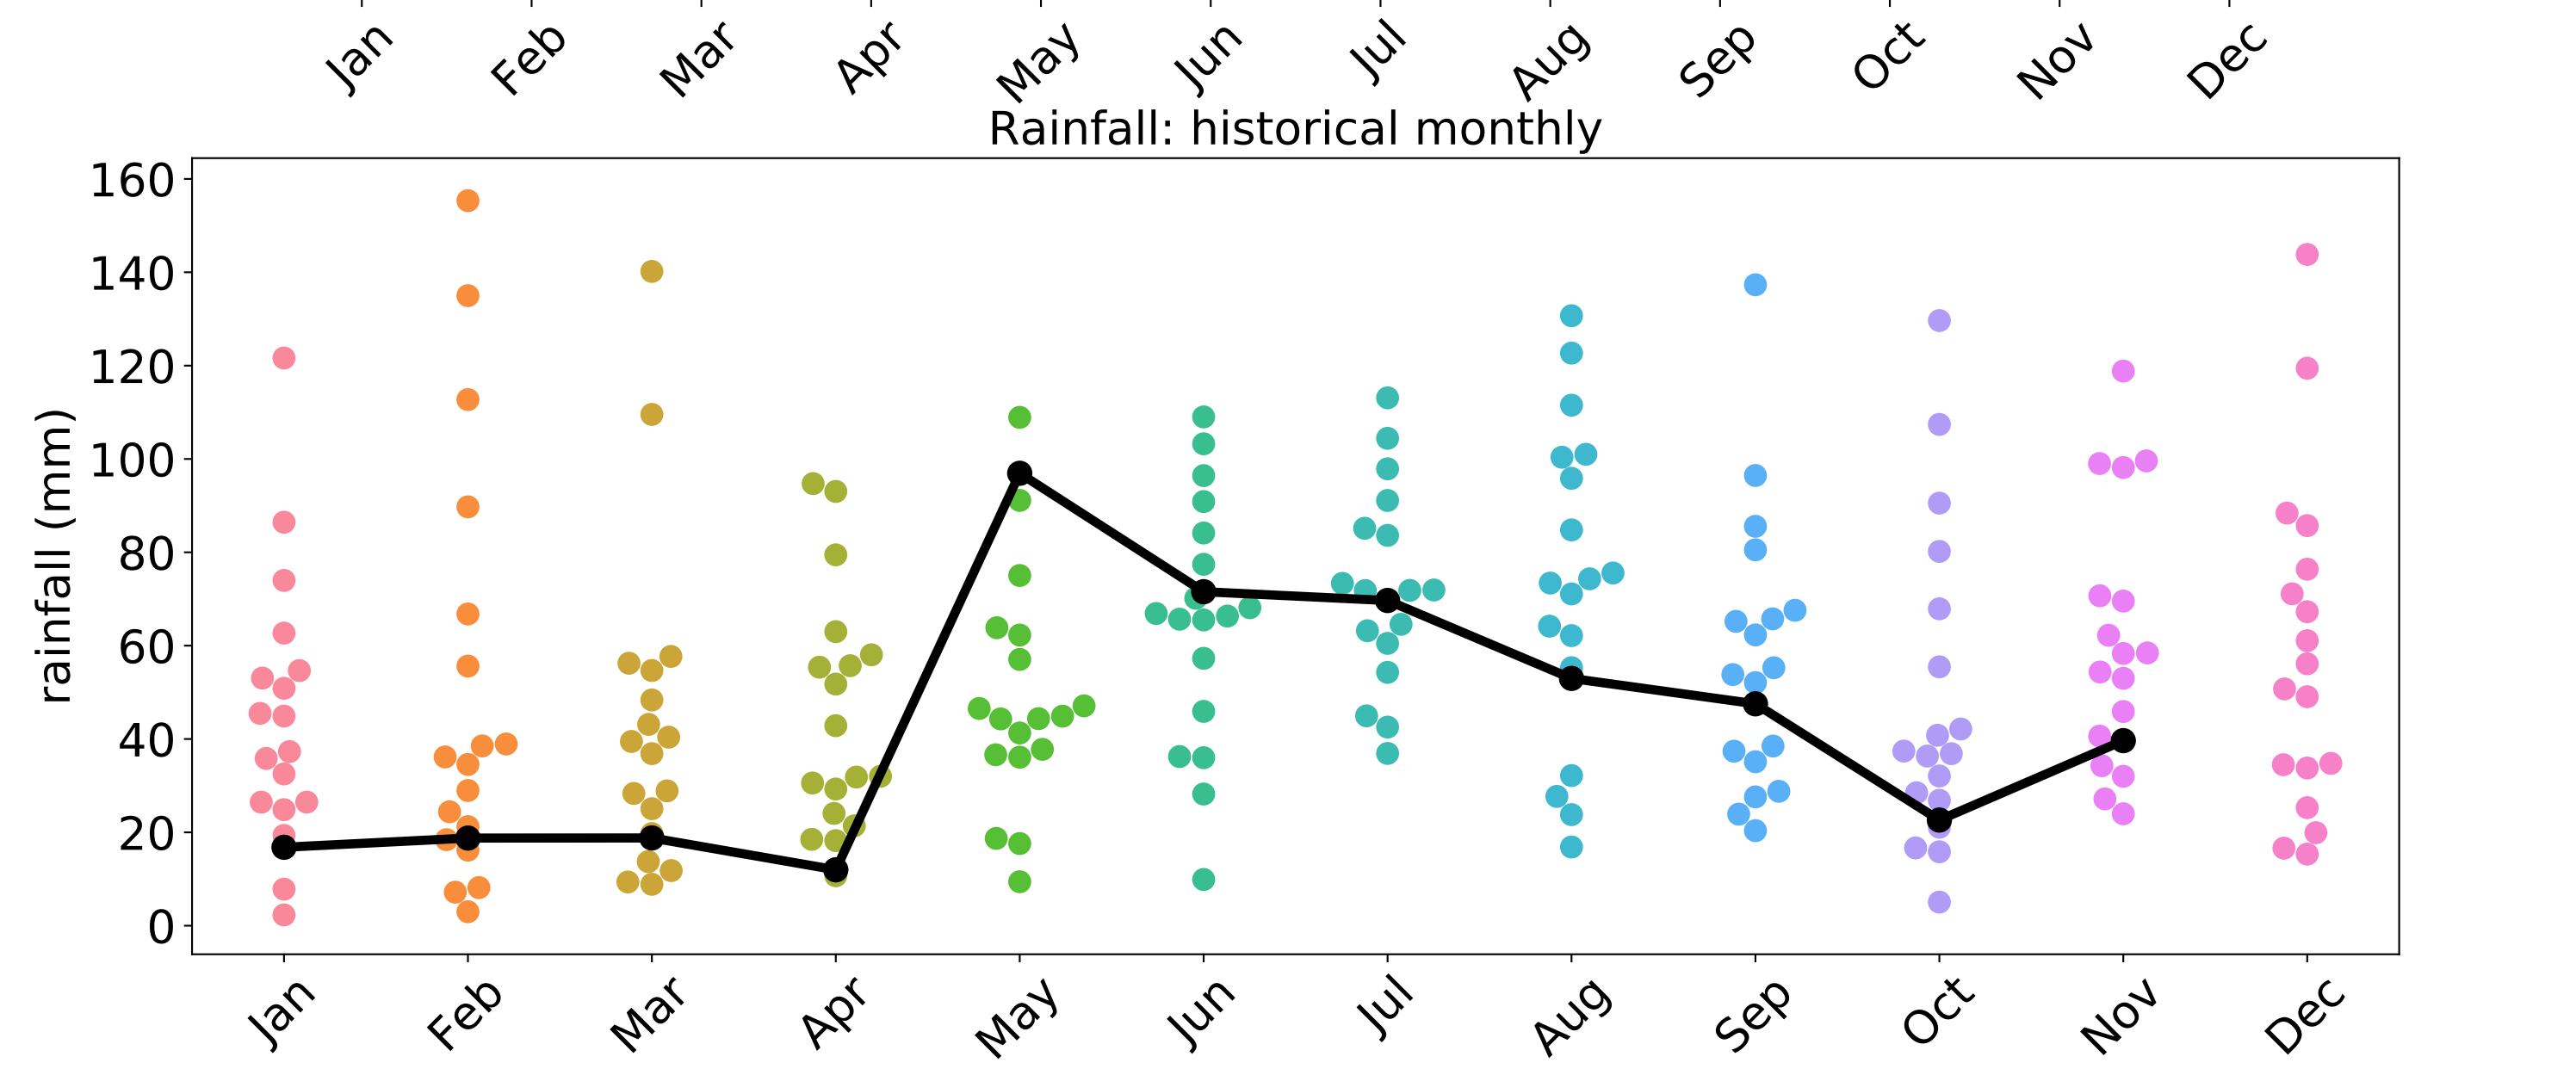 Jan Feb Mar Apr May Jun Jul Aug Sep Oct Nov Dec
Rainfall: historical monthly
160
140
120
100
80
60
40
20
0
rainfall (mm)
Jan Feb Mar Apr May Jun Jul Aug Sep Oct Nov Dec